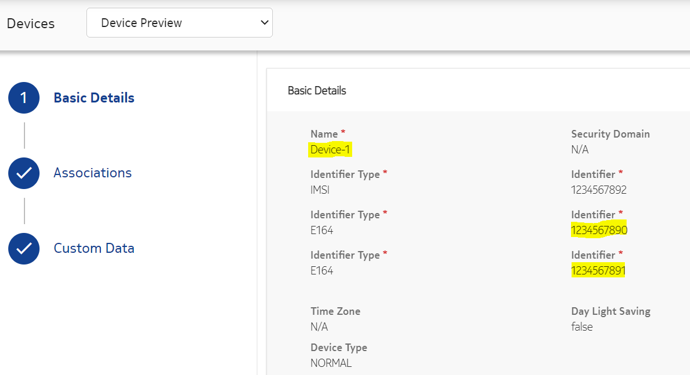 Devices
Device Preview
1
Basic Details
Associations
Custom Data
Basic Details
Name *
Security Domain
Device-1
N/A
Identifier Type *
Identifier *
IMSI
1234567892
Identifier Type *
Identifier *
E164
1234567890
Identifier Type *
Identifier *
E164
1234567891
Time Zone
Day Light Saving
N/A
false
Device Type
NORMAL